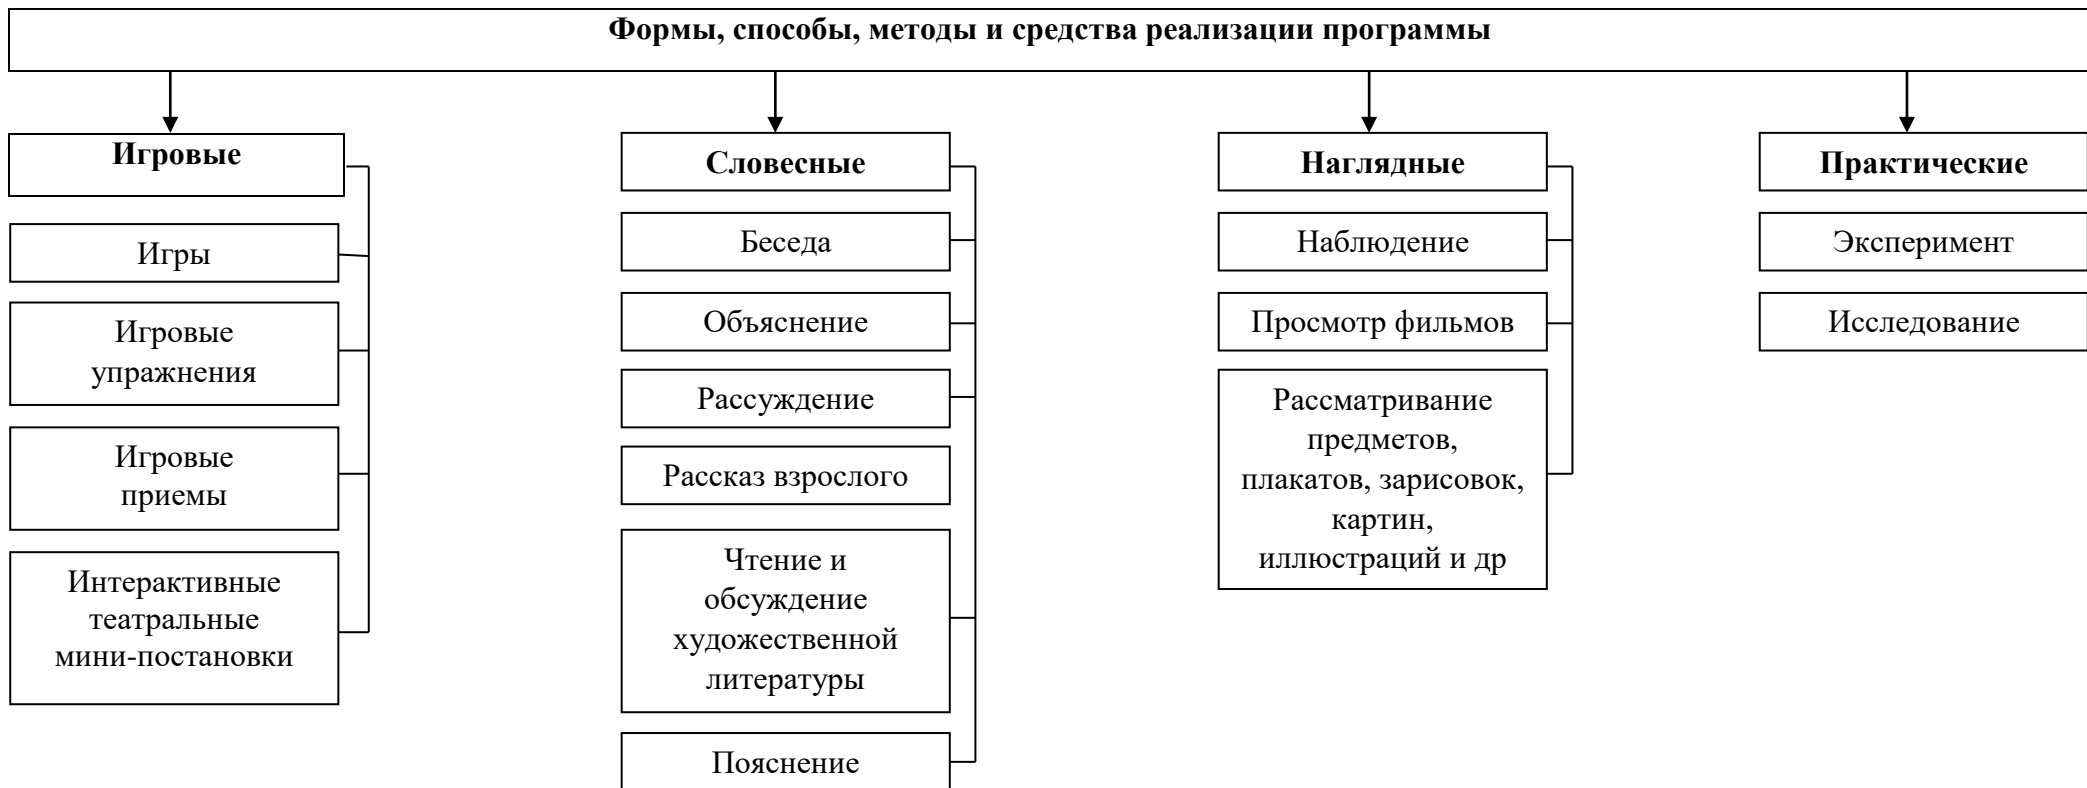 Формы, способы, методы и средства реализации программы
Игровые
Игры
Игровые
упражнения
Игровые
приемы
Интерактивные
театральные
мини-постановки
Словесные
Беседа
Объяснение
Рассуждение
Рассказ взрослого
Чтение и
обсуждение
художественной
литературы
Пояснение
Наглядные
Наблюдение
Просмотр фильмов
Рассматривание
предметов,
плакатов, зарисовок,
картин,
иллюстраций и др
Практические
Эксперимент
Исследование